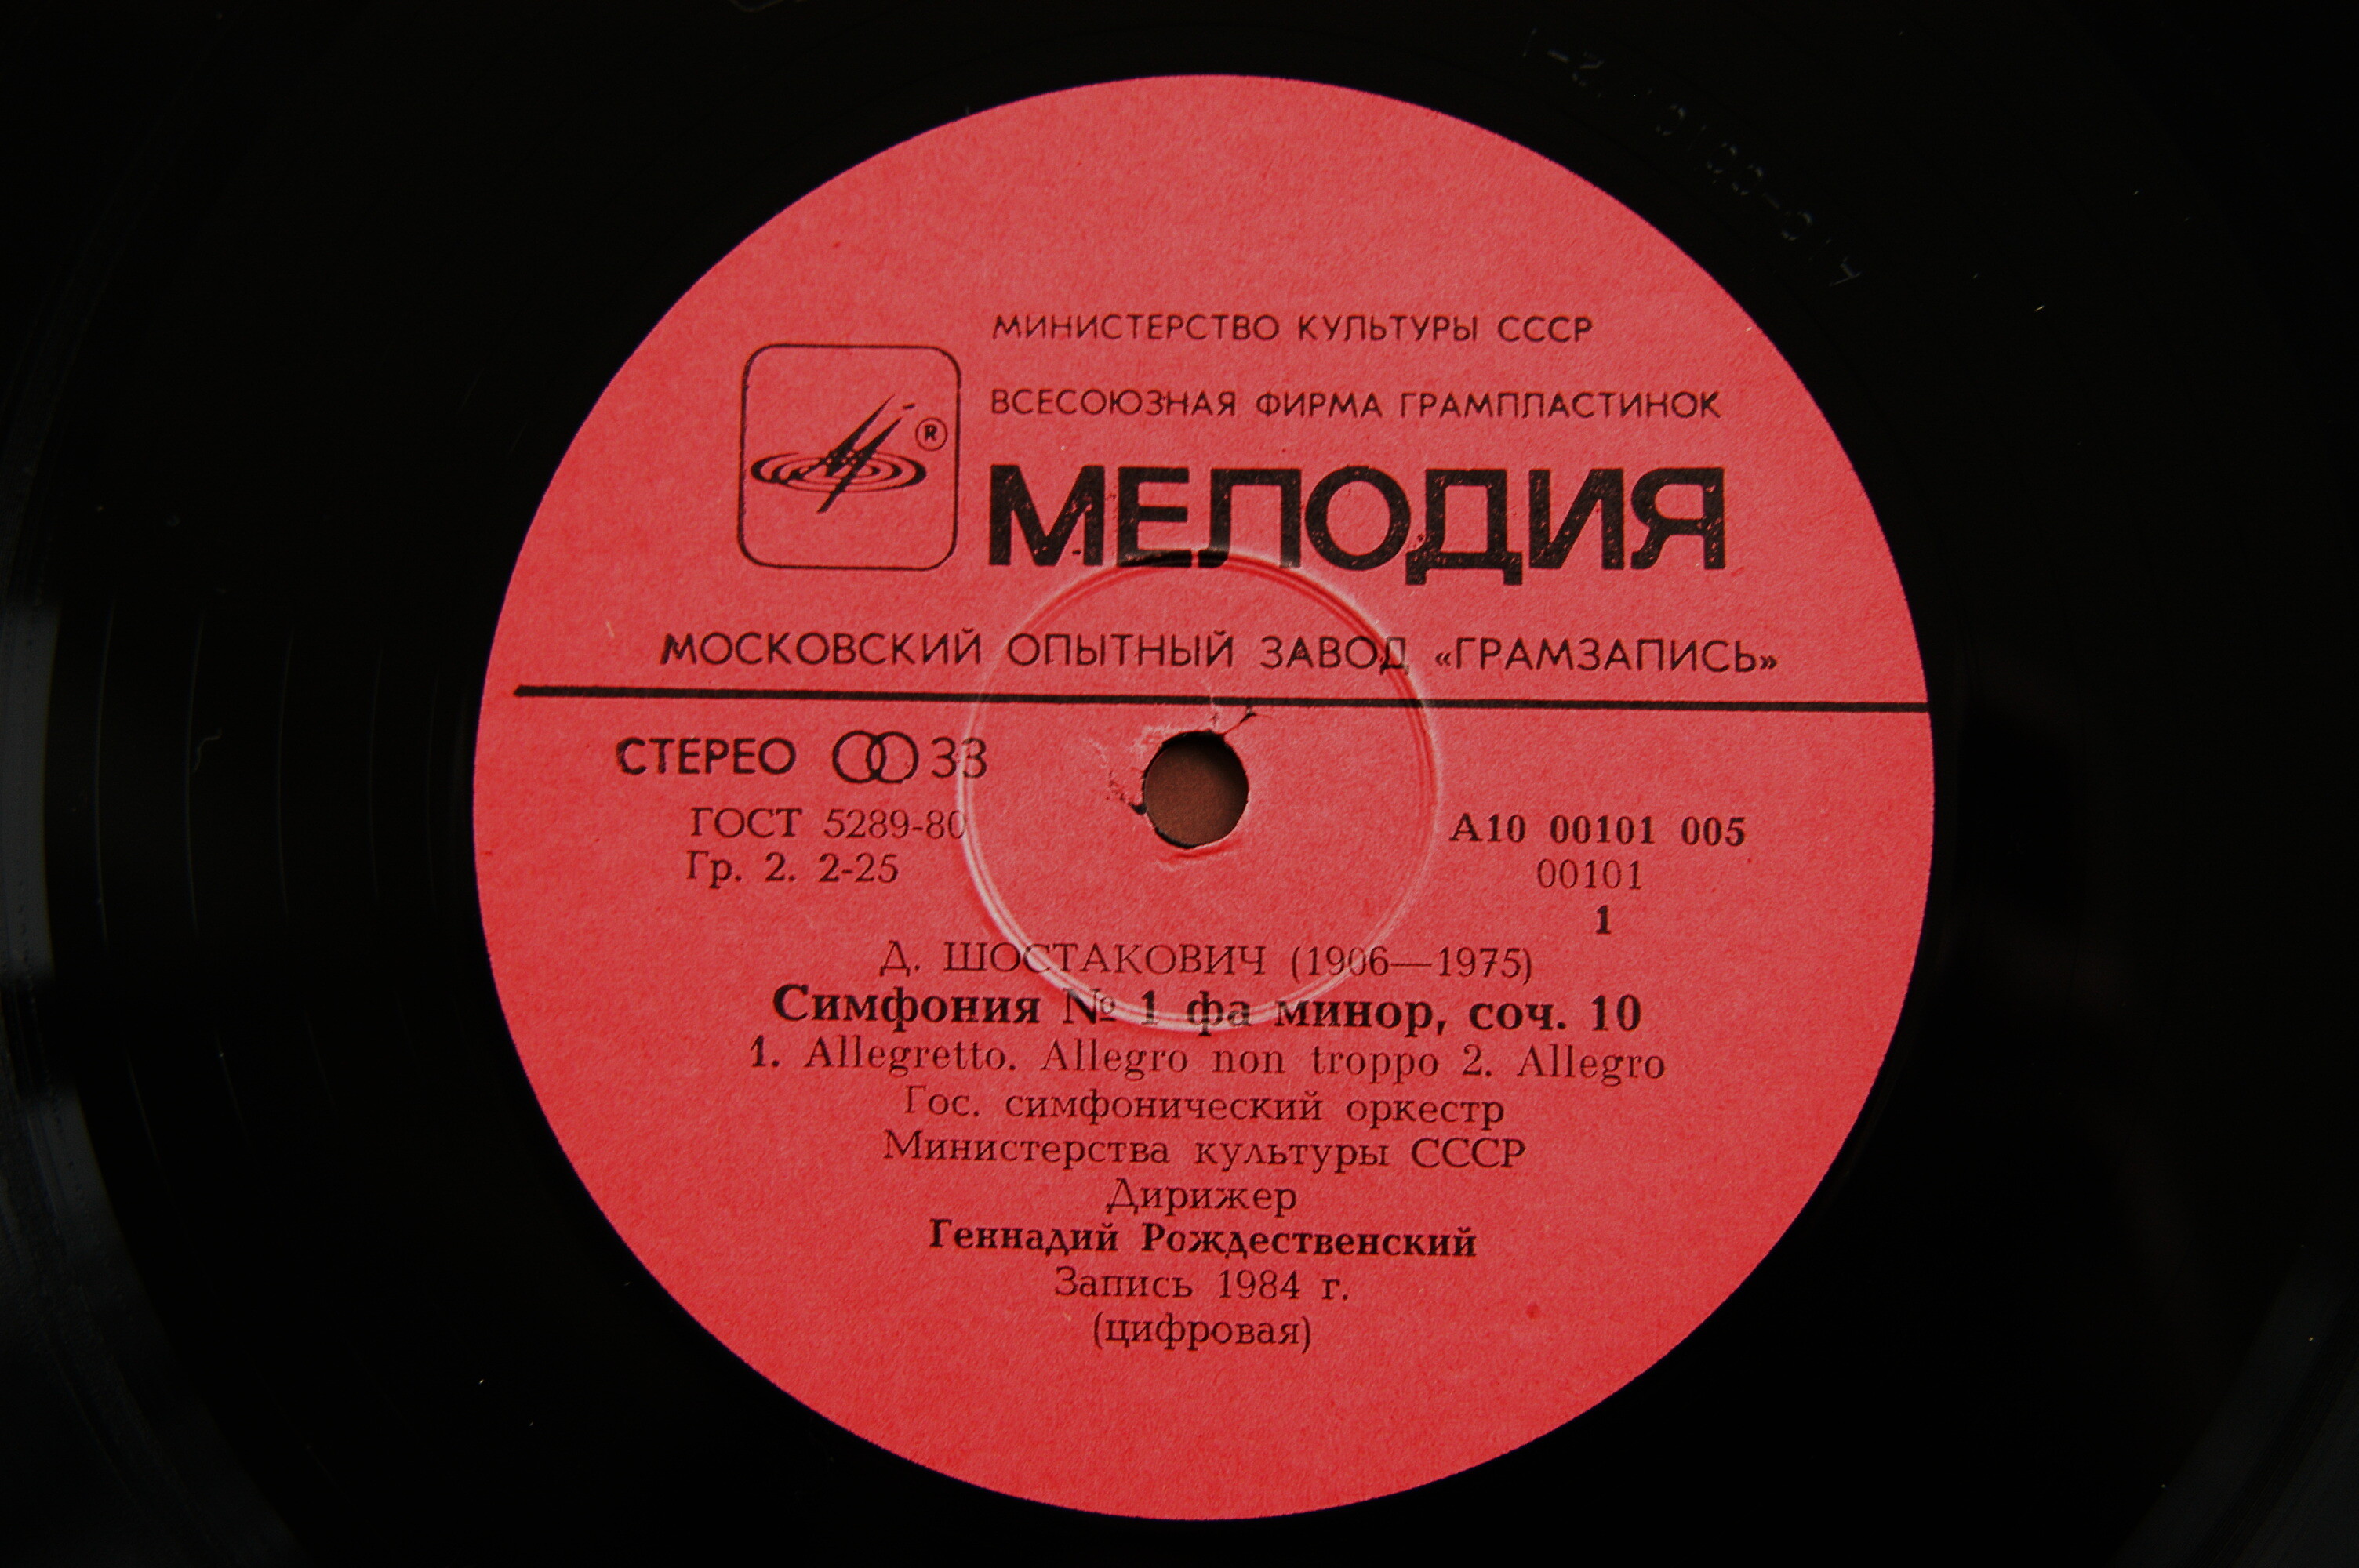 МИНИСТЕРСТВО КУЛЬТУРЫ СССР
ВСЕСОЮЗНАЯ ФИРМА ГРАМПЛАСТИНОК
®
МЕЛОДИЯ
МОСКОВСКИЙ ОПЫТНЫЙ ЗАВОД «ГРАМЗАПИСЬ»
СТЕРЕО 33
ГОСТ 5289-80
Гр. 2. 2-25
А10 00101 005
00101
1
Д. ШОСТАКОВИЧ (1906—1975)
Симфония № 1 фа минор, соч. 10
1. Allegretto. Allegro non troppo 2. Allegro
Гос. симфонический оркестр
Министерства культуры СССР
Дирижер
Геннадий Рождественский
Запись 1984 г.
(цифровая)